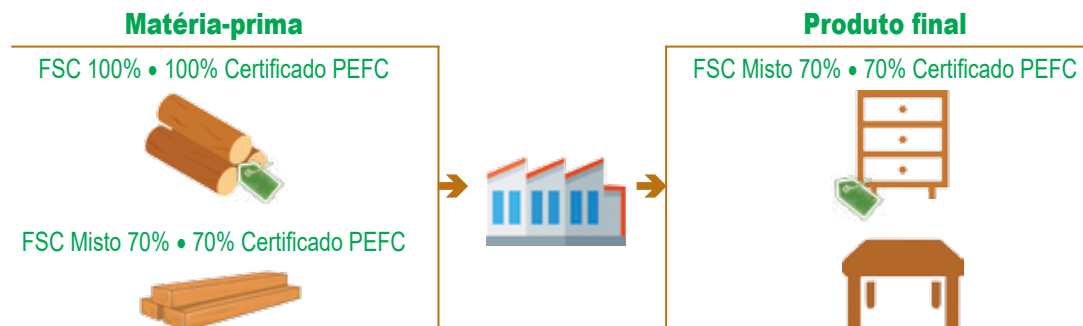 Matéria-prima
FSC 100% • 100% Certificado PEFC
FSC Misto 70% • 70% Certificado PEFC
Produto final
FSC Misto 70% • 70% Certificado PEFC